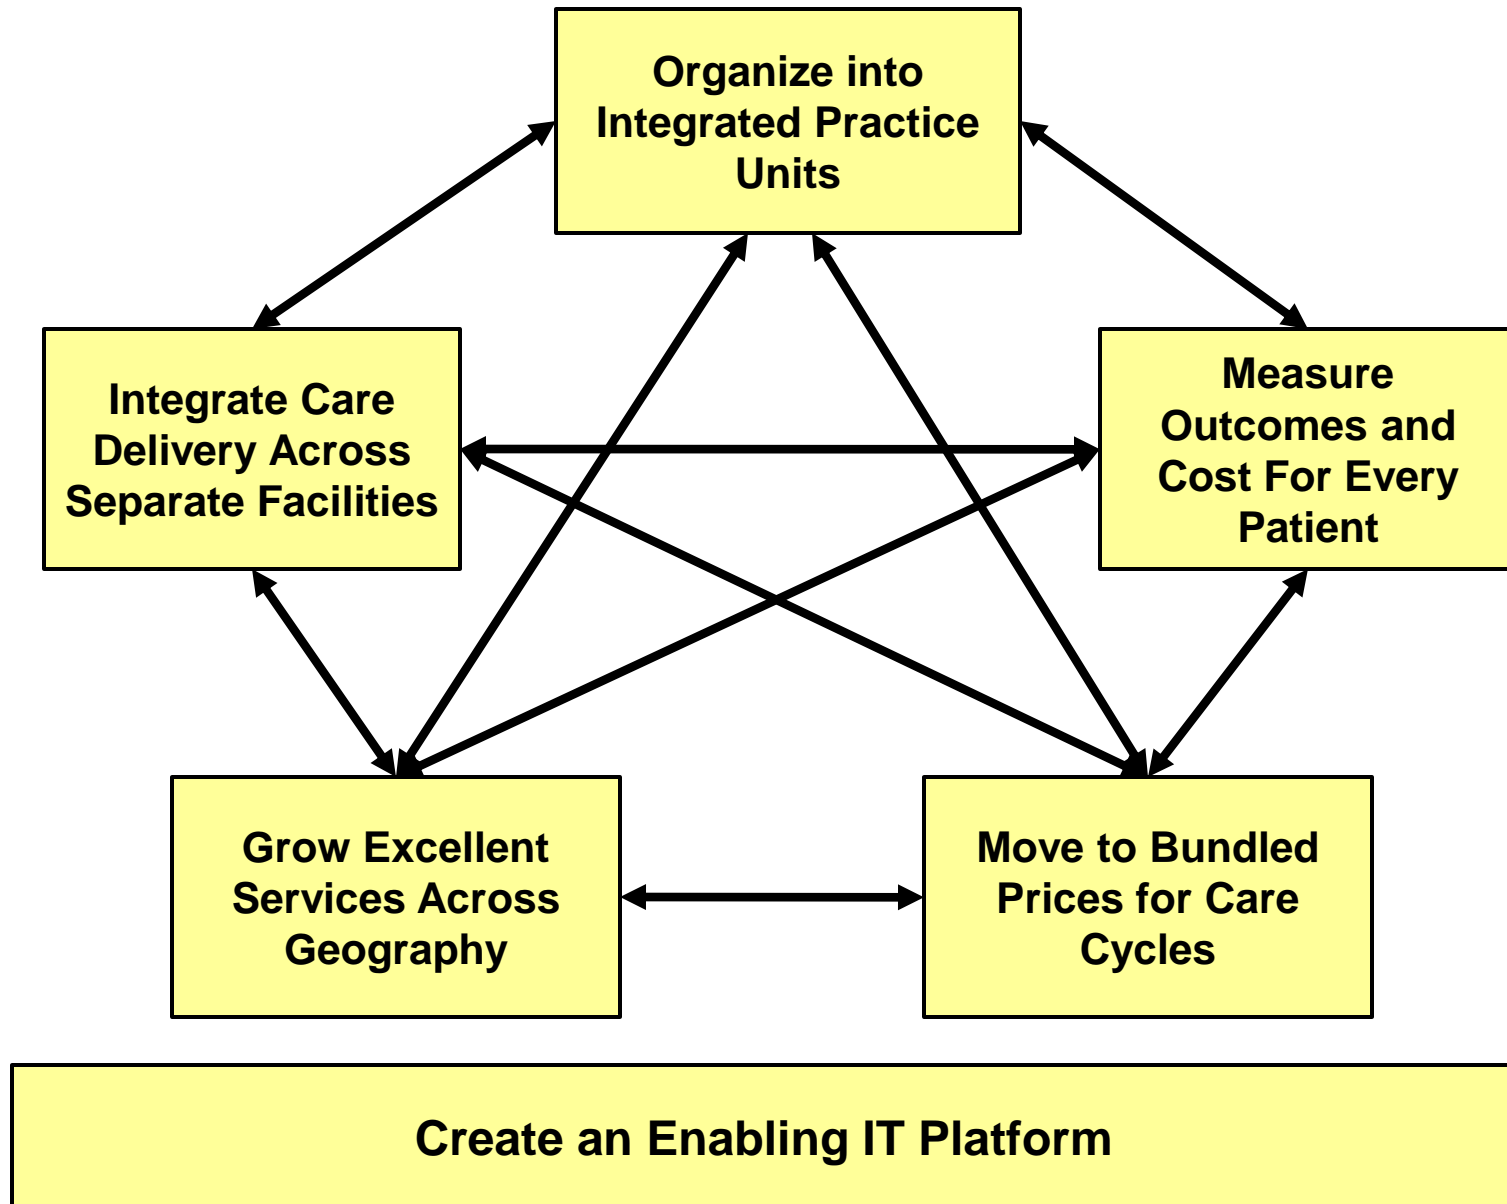 Organize into
Integrated Practice
Units
Integrate Care
Delivery Across
Separate Facilities
Measure
Outcomes and
Cost For Every
Patient
Grow Excellent
Services Across
Geography
Move to Bundled
Prices for Care
Cycles
Create an Enabling IT Platform